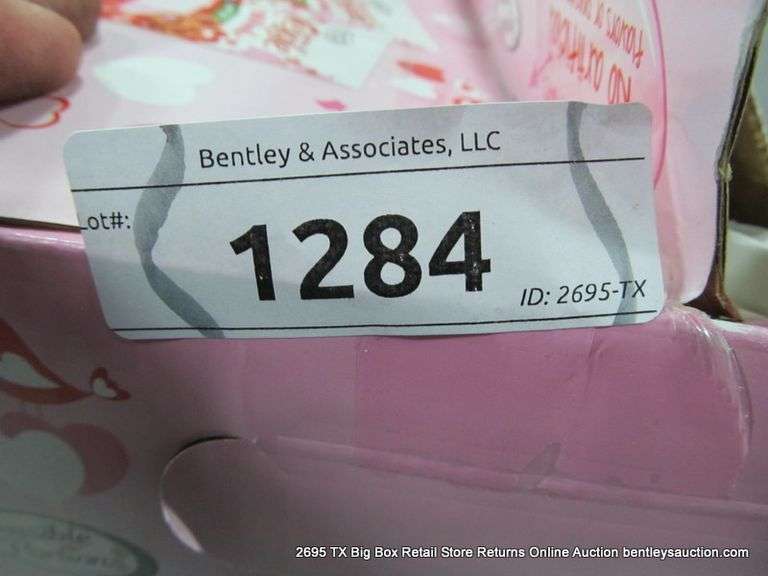 Bentley & Associates, LLC
Lot#:
1284
ID: 2695-TX
2695 TX Big Box Retail Store Returns Online Auction bentleysauction.com